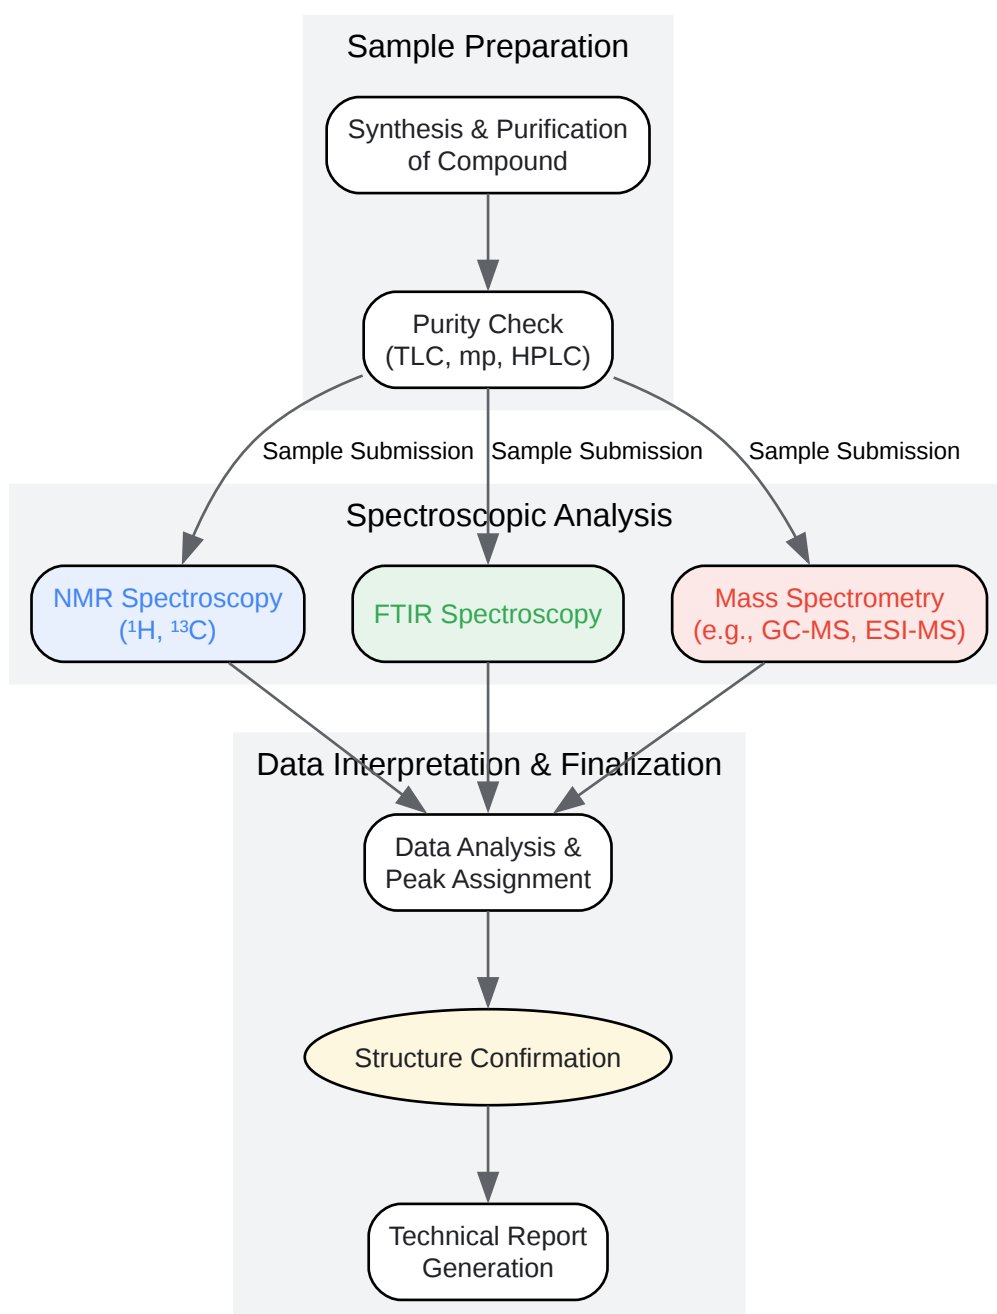 Sample Preparation
Synthesis & Purification
of Compound
Purity Check
(TLC, mp, HPLC)
Sample Submission
Sample Submission
Sample Submission
Spectroscopic Analysis
NMR Spectroscopy
(¹H, ¹³C)
FTIR Spectroscopy
Mass Spectrometry
(e.g., GC-MS, ESI-MS)
Data Interpretation & Finalization
Data Analysis &
Peak Assignment
Structure Confirmation
Technical Report
Generation